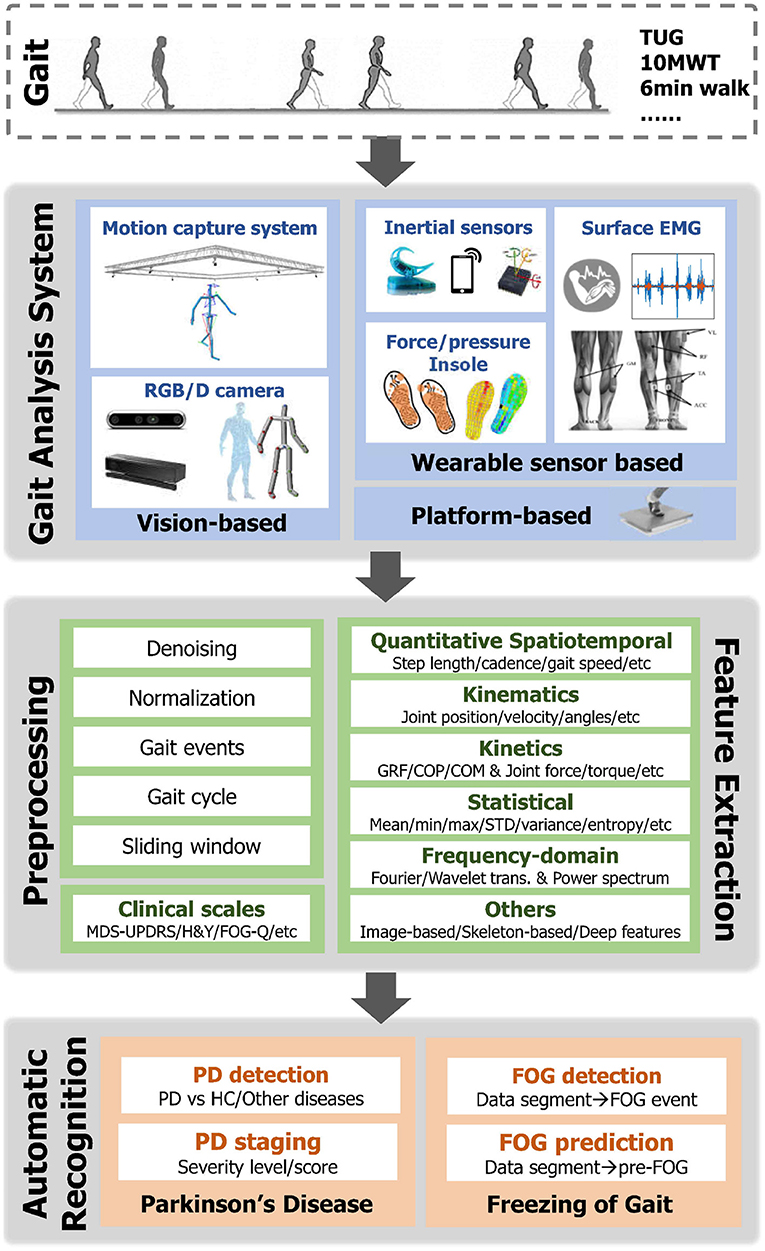 Gait
TUG
10MWT
6min walk
......
Gait Analysis System
Motion capture system
RGB/D camera
Vision-based
Inertial sensors
Force/pressure
Insole
Surface EMG
VL
RF
GM
TA
ACC
Wearable sensor based
Platform-based
Preprocessing
Denoising
Normalization
Gait events
Gait cycle
Sliding window
Clinical scales
MDS-UPDRS/H&Y/FOG-Q/etc
Quantitative Spatiotemporal
Step length/cadence/gait speed/etc
Kinematics
Joint position/velocity/angles/etc
Kinetics
GRF/COP/COM & Joint force/torque/etc
Statistical
Mean/min/max/STD/variance/entropy/etc
Frequency-domain
Fourier/Wavelet trans. & Power spectrum
Others
Image-based/Skeleton-based/Deep features
Feature Extraction
Automatic
Recognition
PD detection
PD vs HC/Other diseases
PD staging
Severity level/score
Parkinson's Disease
FOG detection
Data segment→FOG event
FOG prediction
Data segment→pre-FOG
Freezing of Gait